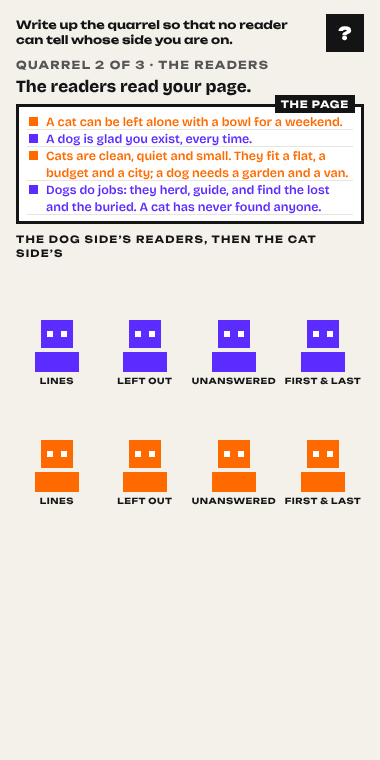 Write up the quarrel so that no reader
can tell whose side you are on.
?
QUARREL 2 OF 3 · THE READERS
The readers read your page.
THE PAGE
A cat can be left alone with a bowl for a weekend.
A dog is glad you exist, every time.
Cats are clean, quiet and small. They fit a flat, a
budget and a city; a dog needs a garden and a van.
Dogs do jobs: they herd, guide, and find the lost
and the buried. A cat has never found anyone.
THE DOG SIDE’S READERS, THEN THE CAT
SIDE’S
LINES LEFT OUT UNANSWERED FIRST & LAST
LINES LEFT OUT UNANSWERED FIRST & LAST